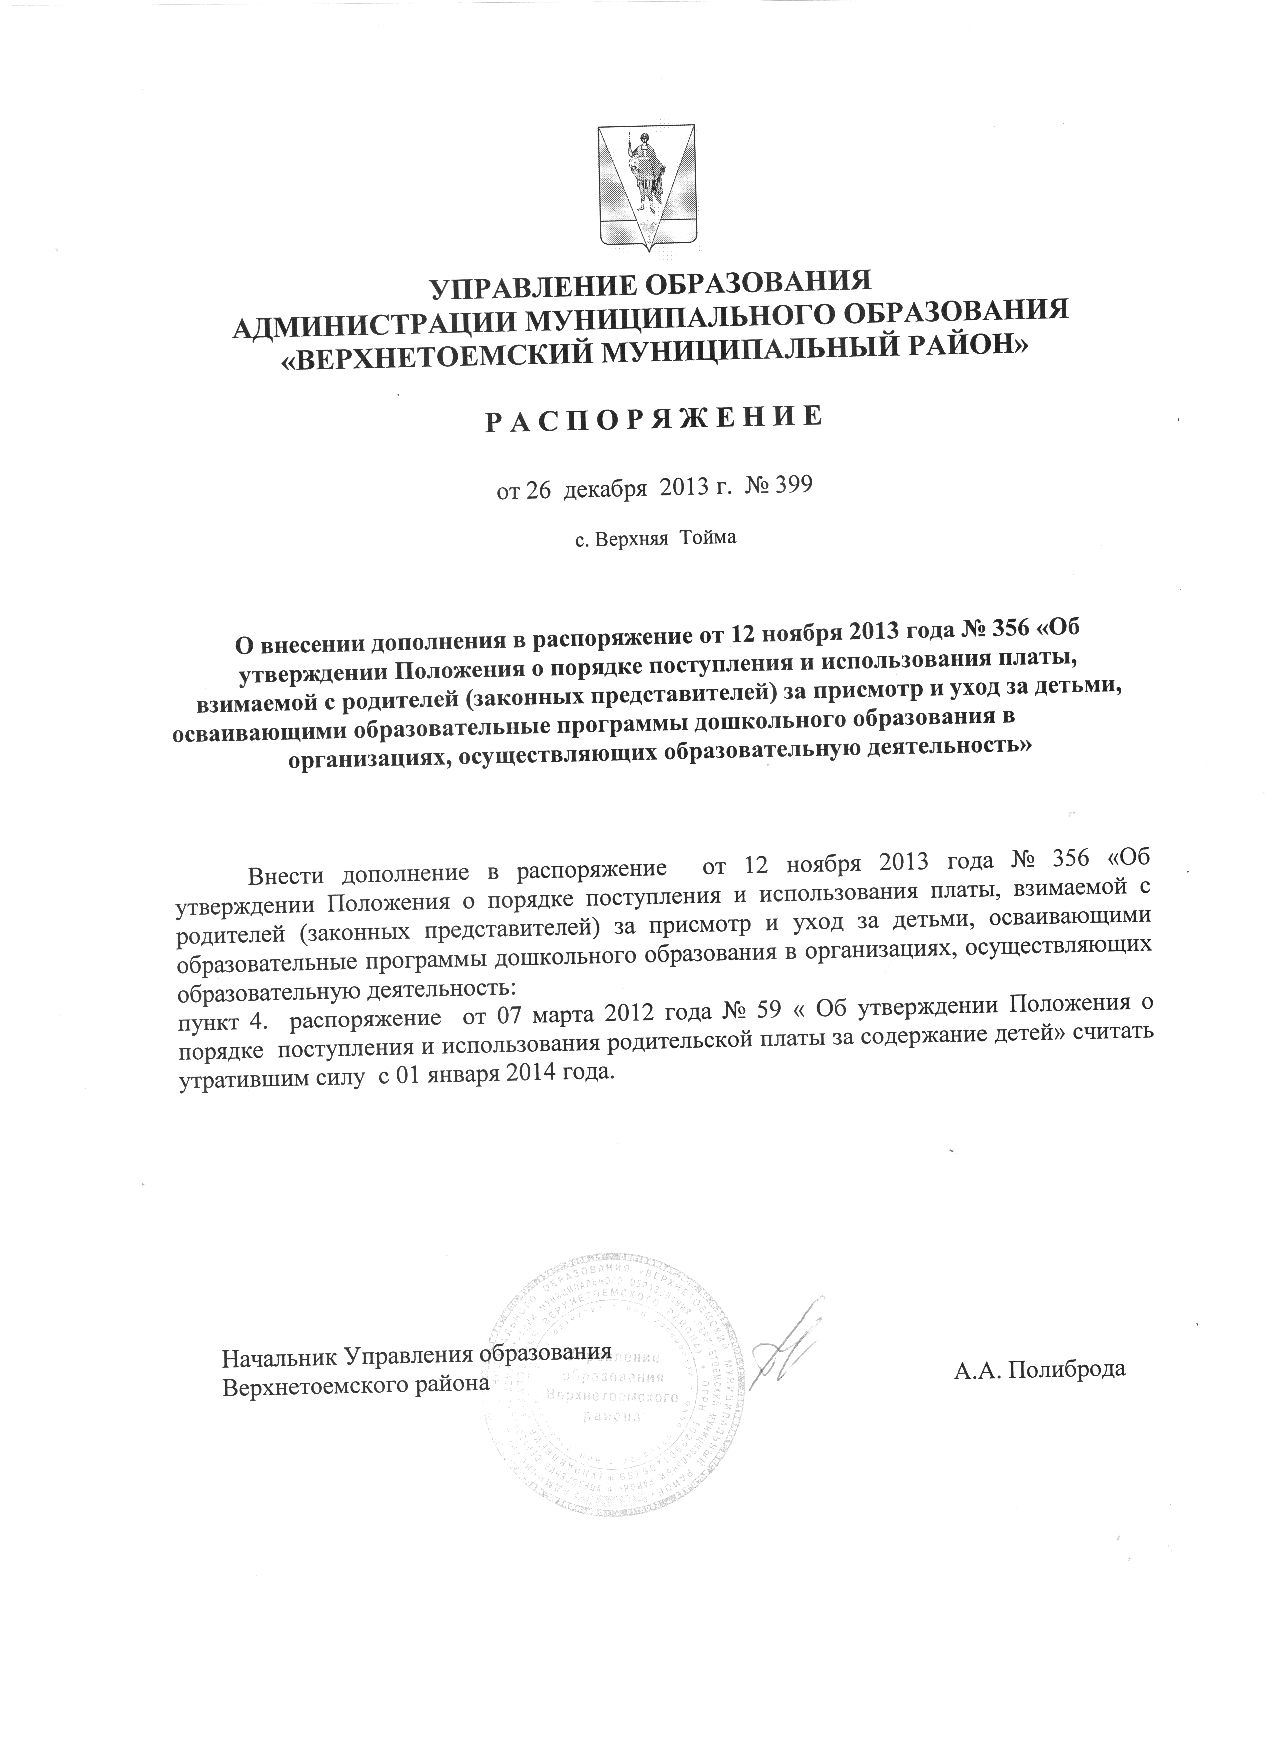 УПРАВЛЕНИЕ ОБРАЗОВАНИЯ
АДМИНИСТРАЦИИ МУНИЦИПАЛЬНОГО ОБРАЗОВАНИЯ
«ВЕРХНЕТОЕМСКИЙ МУНИЦИПАЛЬНЫЙ РАЙОН»
Р А С П О Р Я Ж Е Н И Е
от 26 декабря 2013 г. № 399
с. Верхняя Тойма
О внесении дополнения в распоряжение от 12 ноября 2013 года № 356 «Об
утверждении Положения о порядке поступления и использования платы,
взимаемой с родителей (законных представителей) за присмотр и уход за детьми,
осваивающими образовательные программы дошкольного образования в
организациях, осуществляющих образовательную деятельность»
Внести дополнение в распоряжение от 12 ноября 2013 года № 356 «Об
утверждении Положения о порядке поступления и использования платы, взимаемой с
родителей (законных представителей) за присмотр и уход за детьми, осваивающими
образовательные программы дошкольного образования в организациях, осуществляющих
образовательную деятельность:
пункт 4. распоряжение от 07 марта 2012 года № 59 « Об утверждении Положения о
порядке поступления и использования родительской платы за содержание детей» считать
утратившим силу с 01 января 2014 года.
Начальник Управления образования
Верхнетоемского района
А.А. Полиброда
образования
Верхнетоемского
района